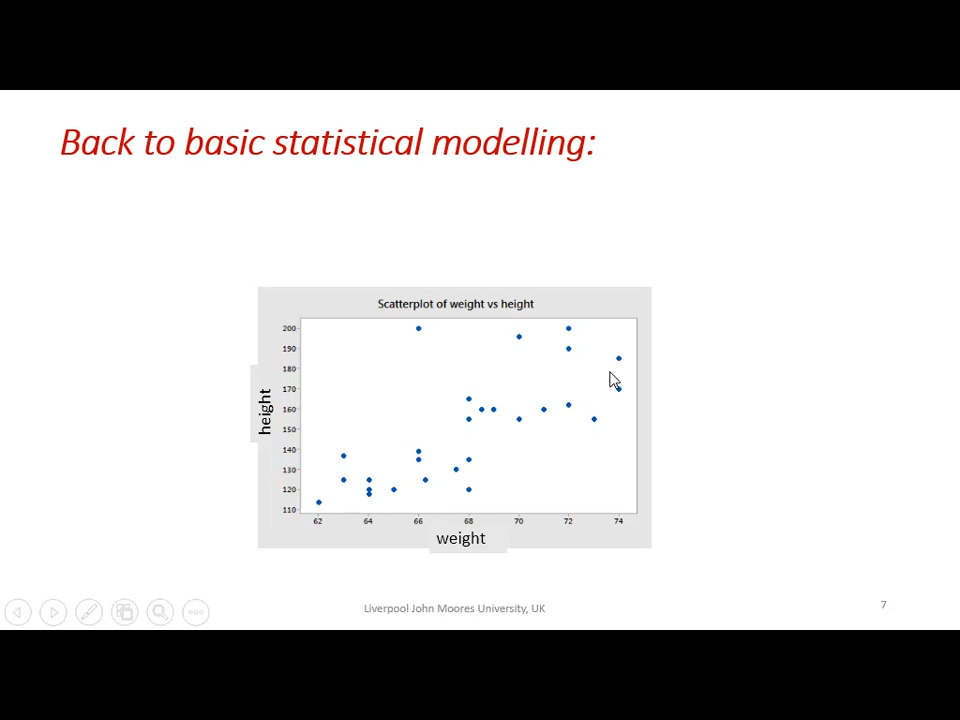 Back to basic statistical modelling:
Scatterplot of weight vs height
200
190
180
170
160
150
140
130
120
110
height
62 64 66 68 70 72 74
weight
Liverpool John Moores University, UK
7